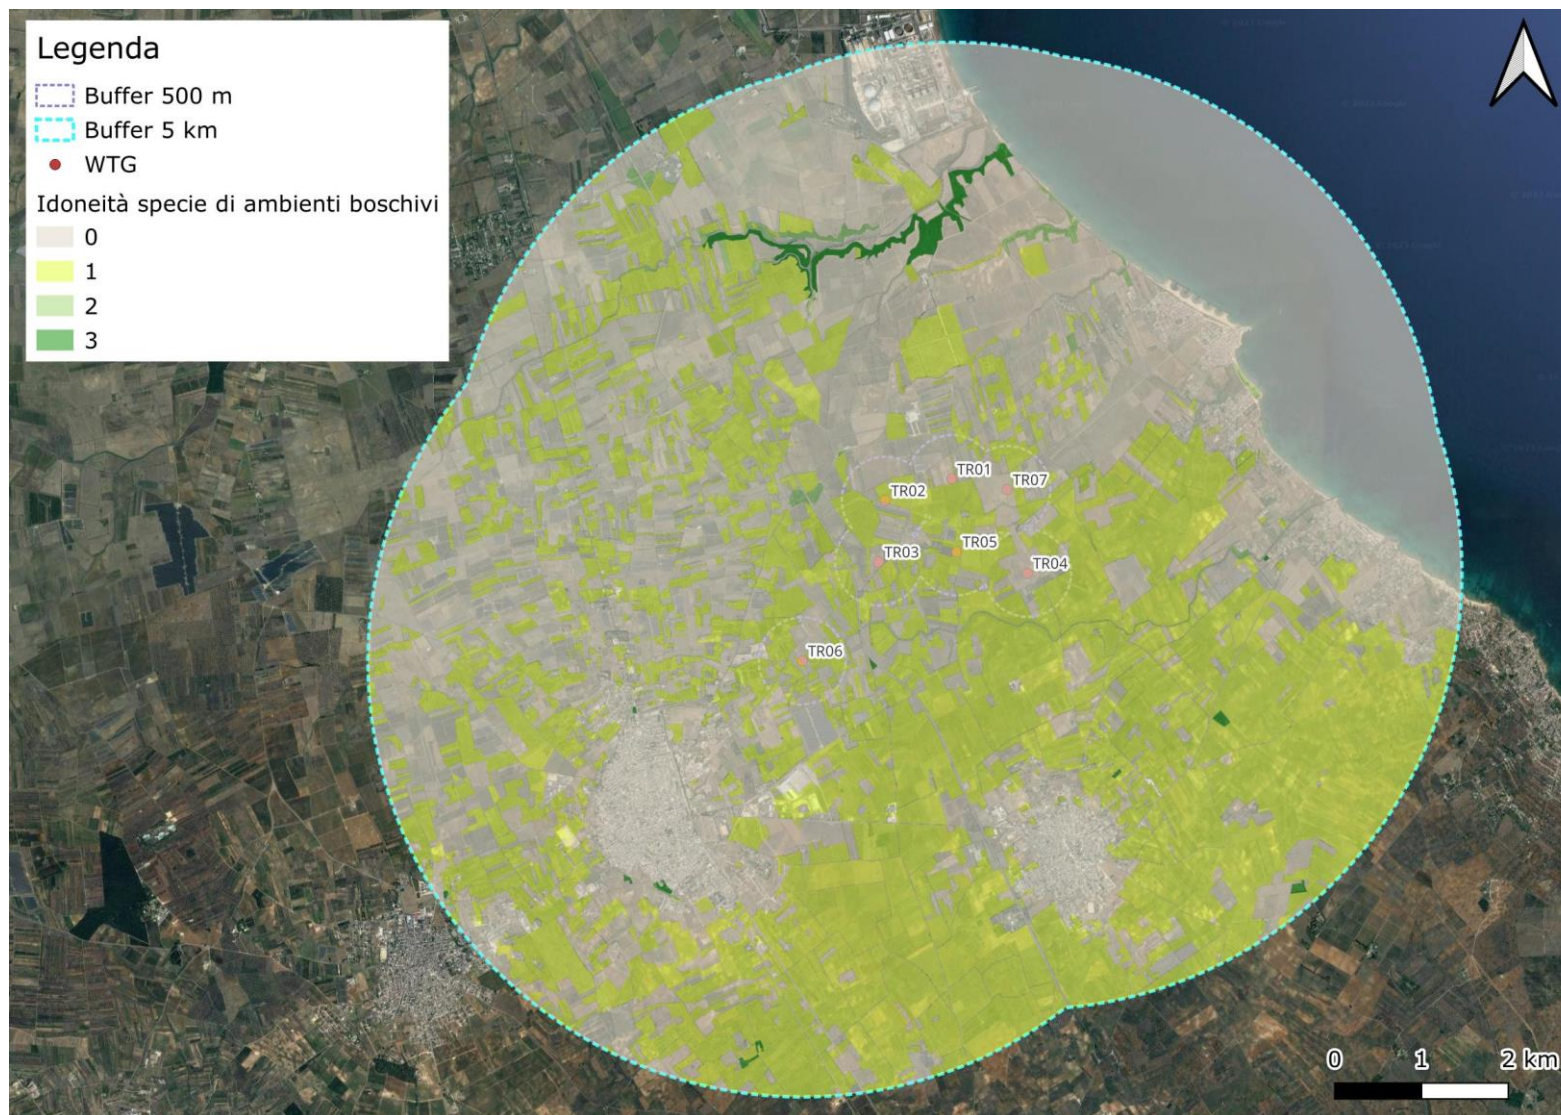 Legenda
Buffer 500 m
Buffer 5 km
WTG
Idoneità specie di ambienti boschivi
0
1
2
3
TR01
TR02
TR07
TR05
TR03
TR04
TR06
0 1 2 km